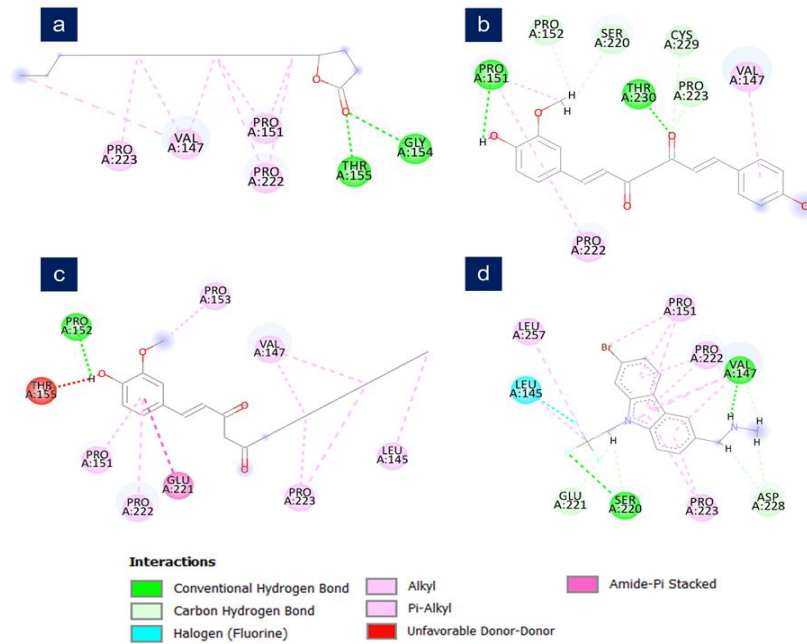 a
PRO
A:223
VAL
A:147
PRO
A:151
PRO
A:222
O
O
THR
A:155
GLY
A:154
b
PRO
A:152
SER
A:220
CYS
A:229
PRO
A:151
THR
A:230
PRO
A:223
VAL
A:147
H
H
H
O
O
O
O
O
PRO
A:222
c
PRO
A:152
PRO
A:153
THR
A:155
H
O
O
VAL
A:147
O
O
PRO
A:151
PRO
A:222
GLU
A:221
PRO
A:223
LEU
A:145
d
PRO
A:151
LEU
A:257
Br
PRO
A:222
VAL
A:147
LEU
A:145
N
H
N
H
H
H
H
GLU
A:221
SER
A:220
PRO
A:223
ASP
A:228
Interactions
Conventional Hydrogen Bond
Carbon Hydrogen Bond
Halogen (Fluorine)
Alkyl
Pi-Alkyl
Unfavorable Donor-Donor
Amide-Pi Stacked